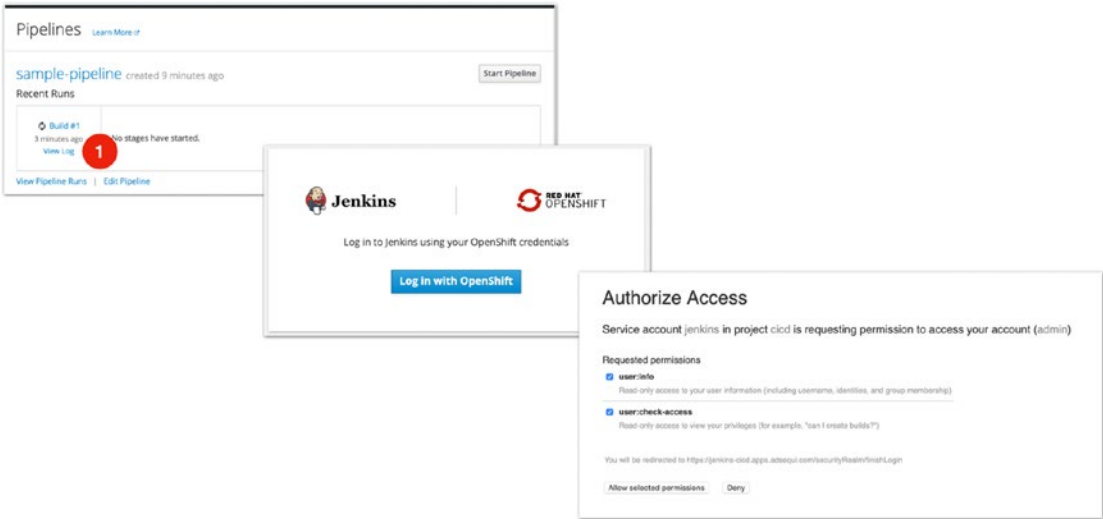 Pipelines Learn More
sample-pipeline created 9 minutes ago
Start Pipeline
Recent Runs
Build #1
3 minutes ago
View Log
1
No stages have started.
View Pipeline Runs | Edit Pipeline
Jenkins
RED HAT
OPENSHIFT
Log in to Jenkins using your OpenShift credentials
Log in with OpenShift
Authorize Access
Service account jenkins in project cicd is requesting permission to access your account (admin)
Requested permissions
user:info
Read-only access to your user information (including username, identities, and group membership)
user:check-access
Read-only access to view your privileges (for example, "can I create builds?")
You will be redirected to https://jenkins-cicd.apps.adsequi.com/securityRealm/finishLogin
Allow selected permissions Deny